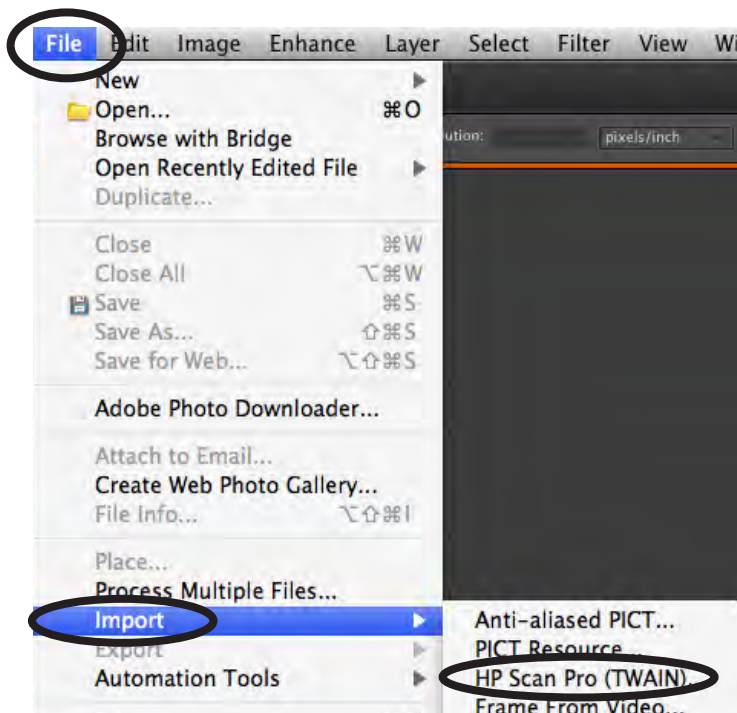 File Edit Image Enhance Layer Select Filter View Wi
New
Open... ⌘O
Browse with Bridge
ution: pixels/inch
Open Recently Edited File
Duplicate...
Close ⌘W
Close All ⌥⌘W
Save ⌘S
Save As... ⇧⌘S
Save for Web... ⌥⇧⌘S
Adobe Photo Downloader...
Attach to Email...
Create Web Photo Gallery...
File Info... ⌥⇧⌘I
Place...
Process Multiple Files...
Import
Anti-aliased PICT...
Export
PICT Resource...
Automation Tools
HP Scan Pro (TWAIN)...
Frame From Video...